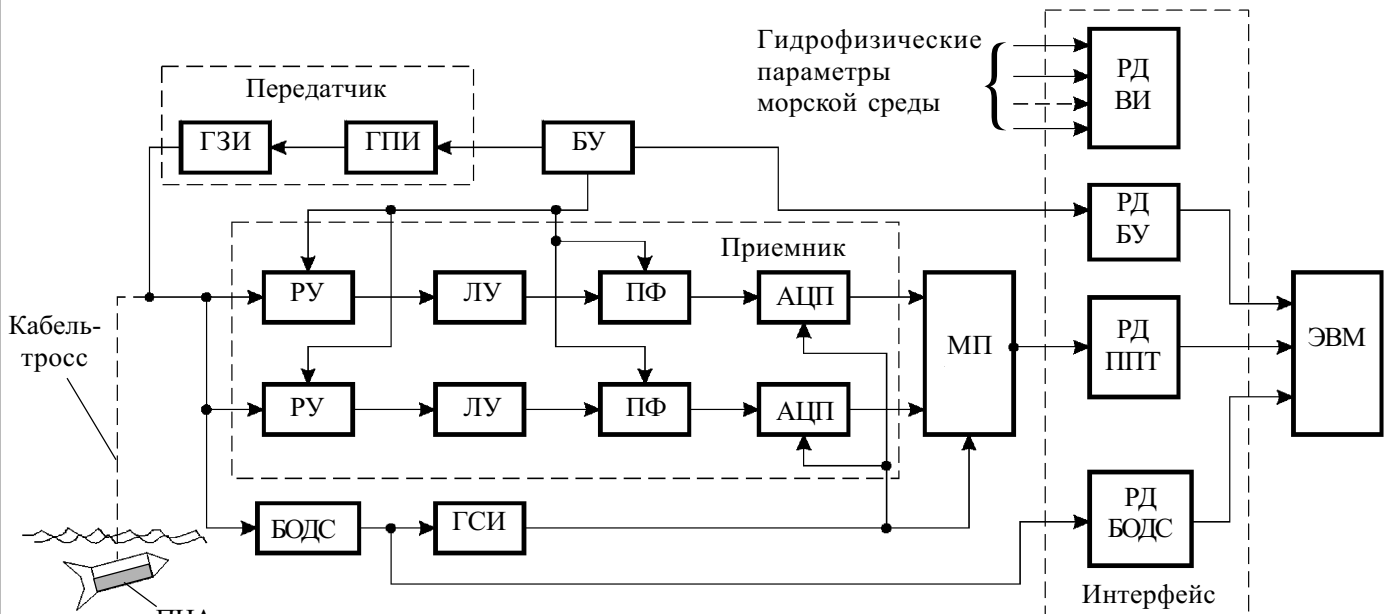 Гидрофизические
параметры
морской среды
РД
ВИ
Передатчик
ГЗИ
ГПИ
БУ
РД
БУ
Приемник
РУ
ЛУ
ПФ
АЦП
МП
РД
ППТ
ЭВМ
Кабель-
тросс
РУ
ЛУ
ПФ
АЦП
БОДС
ГСИ
РД
БОДС
Интерфейс